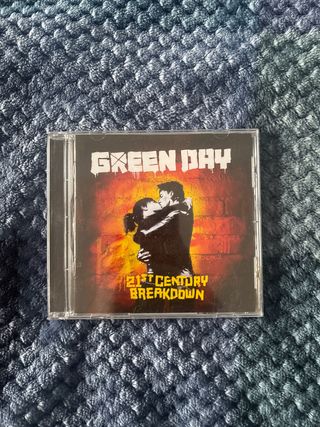 GREEN DAY
21ST CENTURY
BREAKDOWN